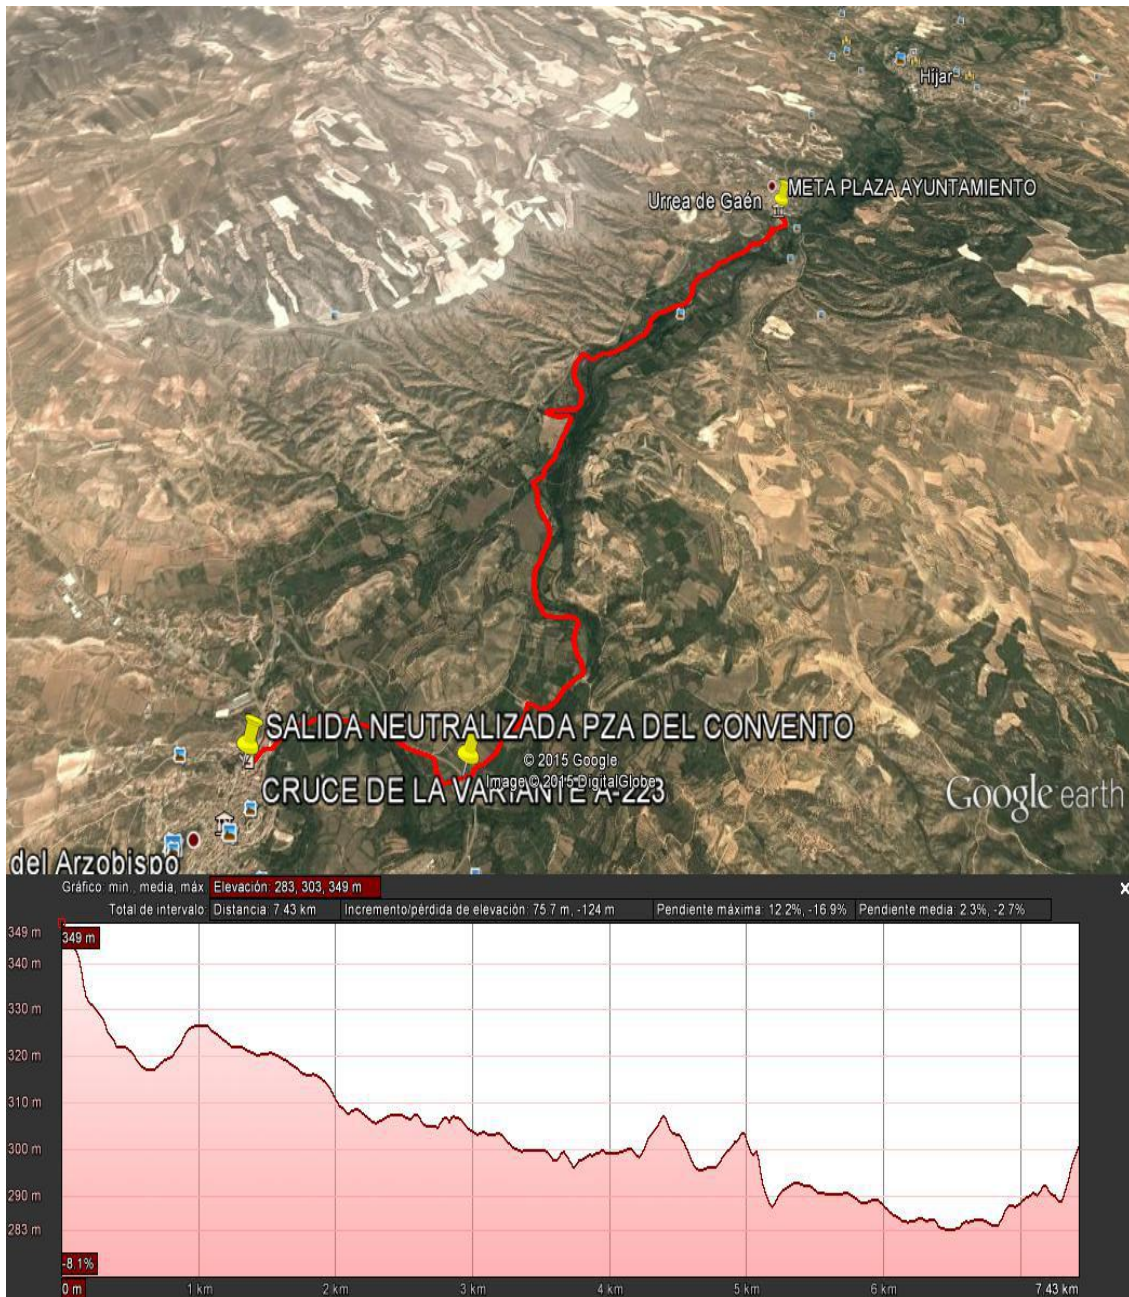 Híjar
META PLAZA AYUNTAMIENTO
Urrea de Gaén
SALIDA NEUTRALIZADA PZA DEL CONVENTO
© 2015 Google
Image © 2015 DigitalGlobe
CRUCE DE LA VARIANTE A-223
Google earth
del Arzobispo
Gráfico: min., media, máx. Elevación: 283, 303, 349 m
X
Total de intervalo: Distancia: 7.43 km Incremento/pérdida de elevación: 75.7 m, -124 m Pendiente máxima: 12.2%, -16.9% Pendiente media: 2.3%, -2.7%
349 m
349 m
340 m
330 m
320 m
310 m
300 m
290 m
283 m
-8.1%
0 m 1 km 2 km 3 km 4 km 5 km 6 km 7.43 km